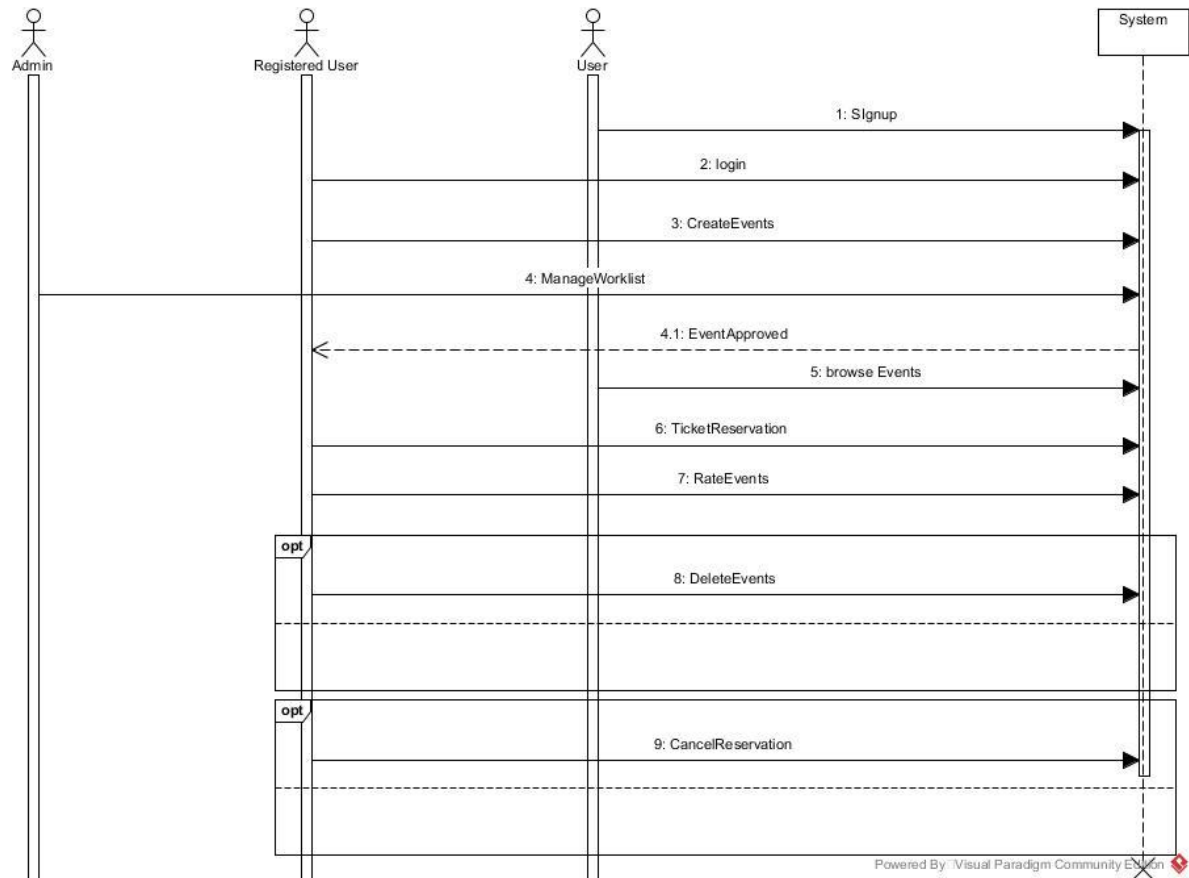 System
Admin
Registered User
User
1: SIgnup
2: login
3: CreateEvents
4: ManageWorklist
4.1: EventApproved
5: browse Events
6: TicketReservation
7: RateEvents
opt
8: DeleteEvents
opt
9: CancelReservation
Powered By Visual Paradigm Community Edition